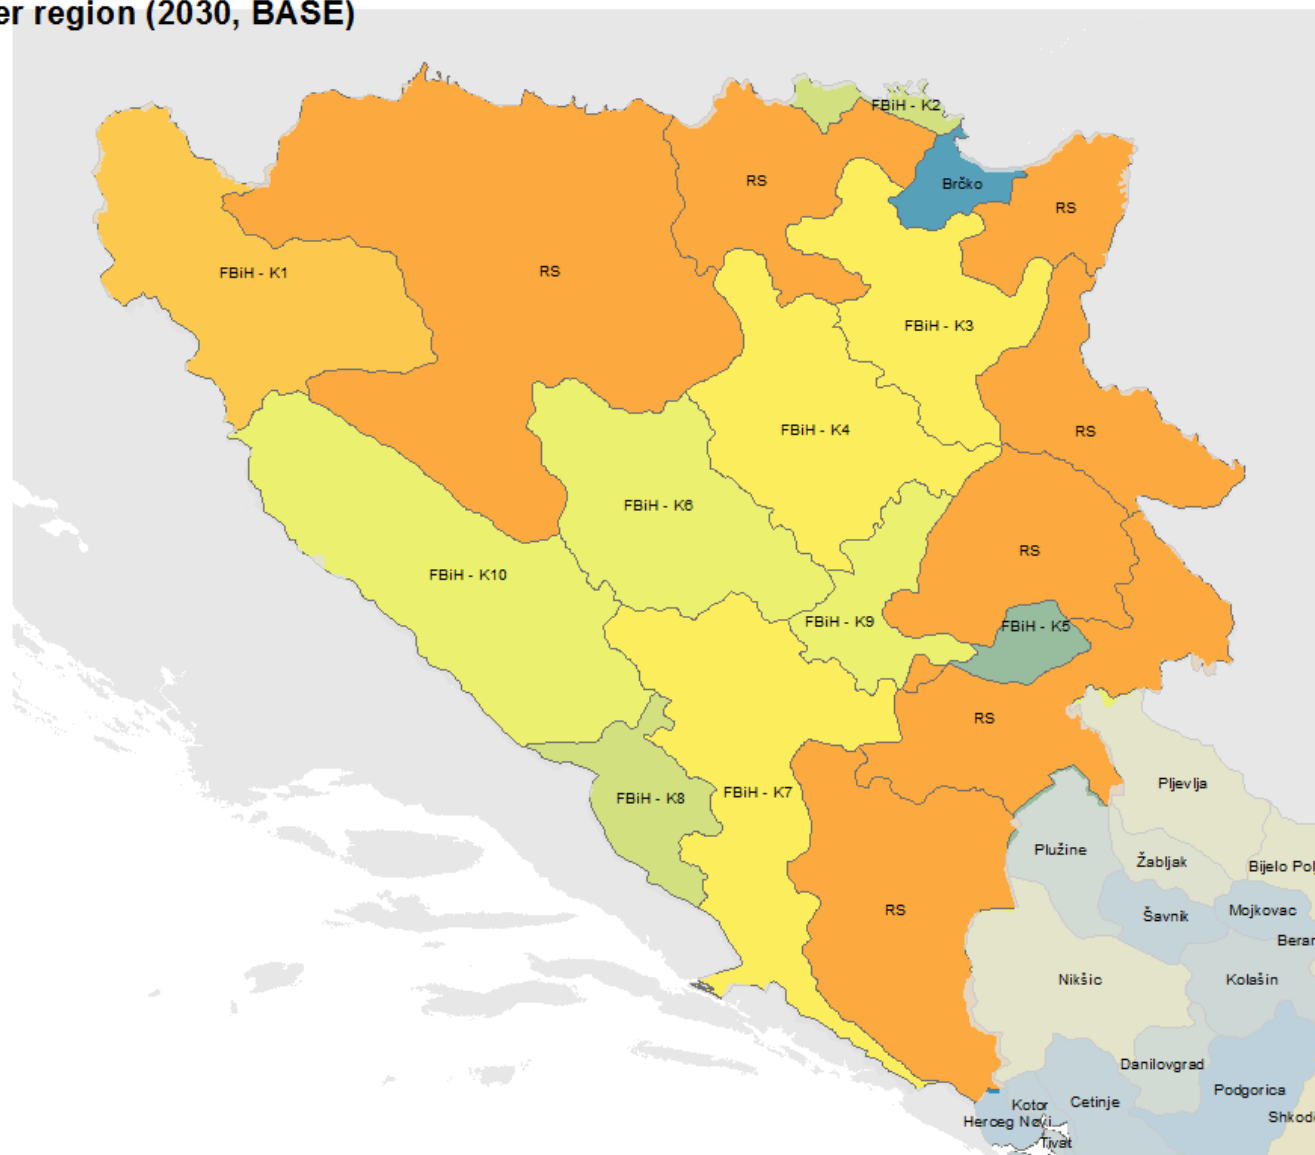 er region (2030, BASE)
FBiH - K2
RS
Brčko
RS
FBiH - K1
RS
FBiH - K3
FBiH - K4
RS
FBiH - K6
RS
FBiH - K10
FBiH - K9
FBiH - K5
RS
FBiH - K8
FBiH - K7
Pljevlja
Plužine
Žabljak
Bijelo Pol
RS
Šavnik
Mojkovac
Berar
Nikšic
Kolašin
Danilovgrad
Podgorica
Kotor
Cetinje
Herceg Novi
Shkod
Tivat